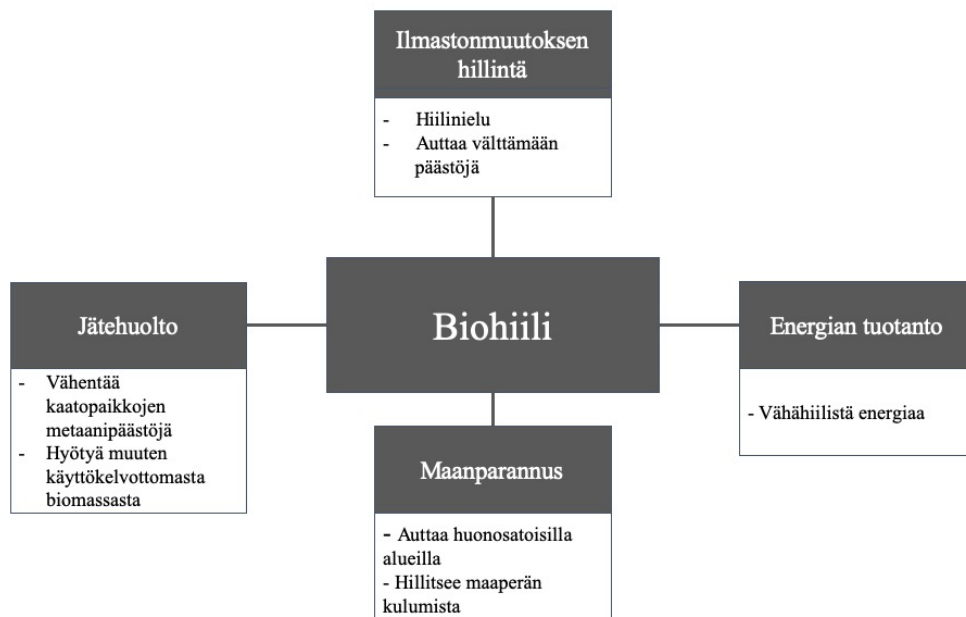 Ilmastonmuutoksen
hillintä
- Hiilinielu
- Auttaa välttämään
päästöjä
Jätehuolto
- Vähentää
kaatopaikkojen
metaanipäästöjä
- Hyötyä muuten
käyttökelvottomasta
biomassasta
Biohiili
Energian tuotanto
- Vähähiilistä energiaa
Maanparannus
- Auttaa huonosatoisilla
alueilla
- Hillitsee maaperän
kulumista